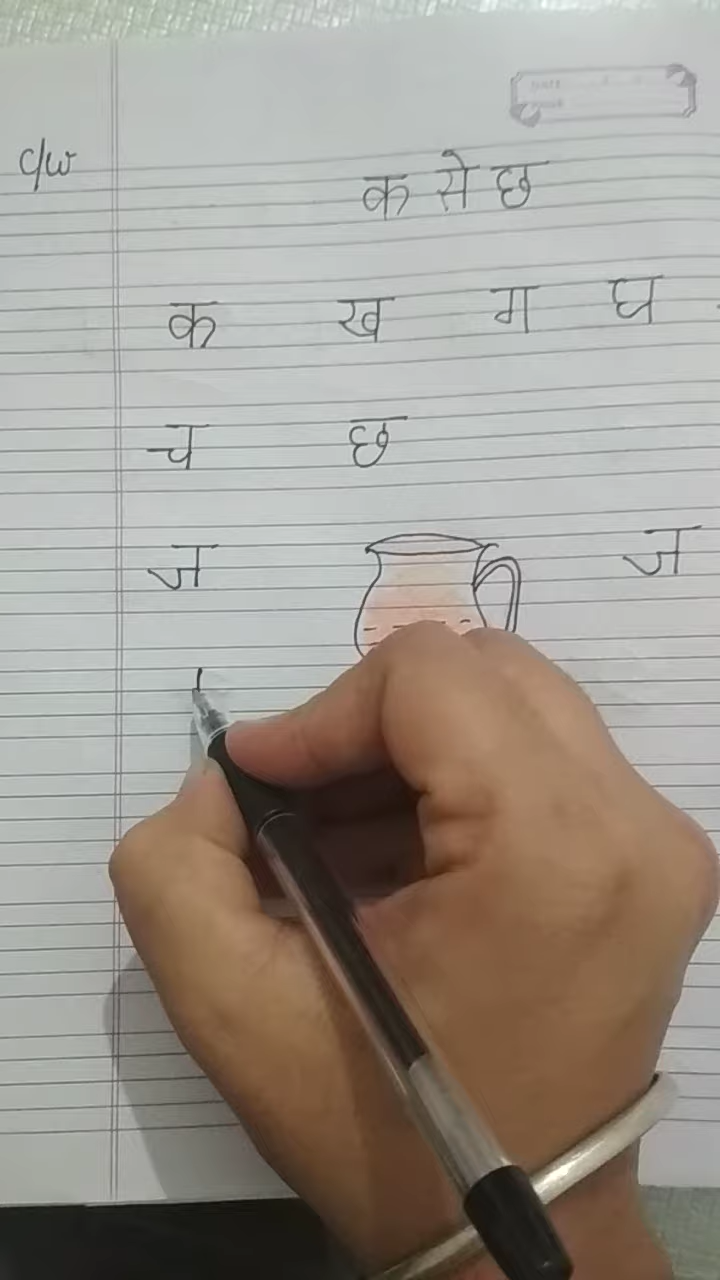 c/w
क से छ
क ख ग घ
च छ
ज ज